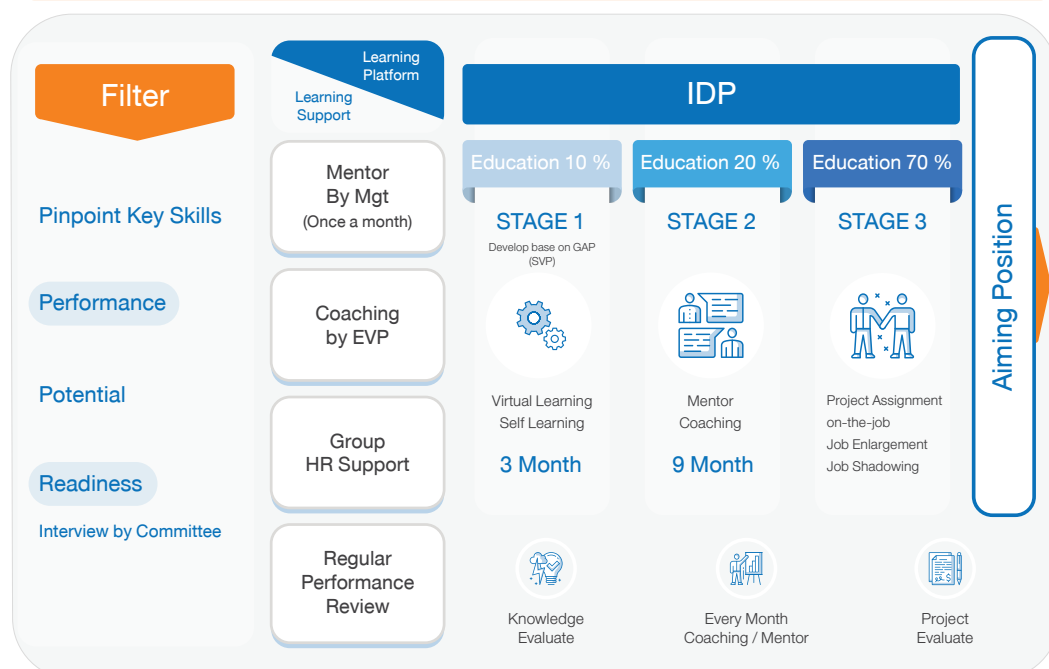 Filter
Pinpoint Key Skills
Performance
Potential
Readiness
Interview by Committee
Learning
Platform
Learning
Support
Mentor
By Mgt
(Once a month)
Coaching
by EVP
Group
HR Support
Regular
Performance
Review
IDP
Education 10 %
STAGE 1
Develop base on GAP
(SVP)
Virtual Learning
Self Learning
3 Month
Education 20 %
STAGE 2
Mentor
Coaching
9 Month
Education 70 %
STAGE 3
Project Assignment
on-the-job
Job Enlargement
Job Shadowing
Knowledge
Evaluate
Every Month
Coaching / Mentor
Project
Evaluate
Aiming Position